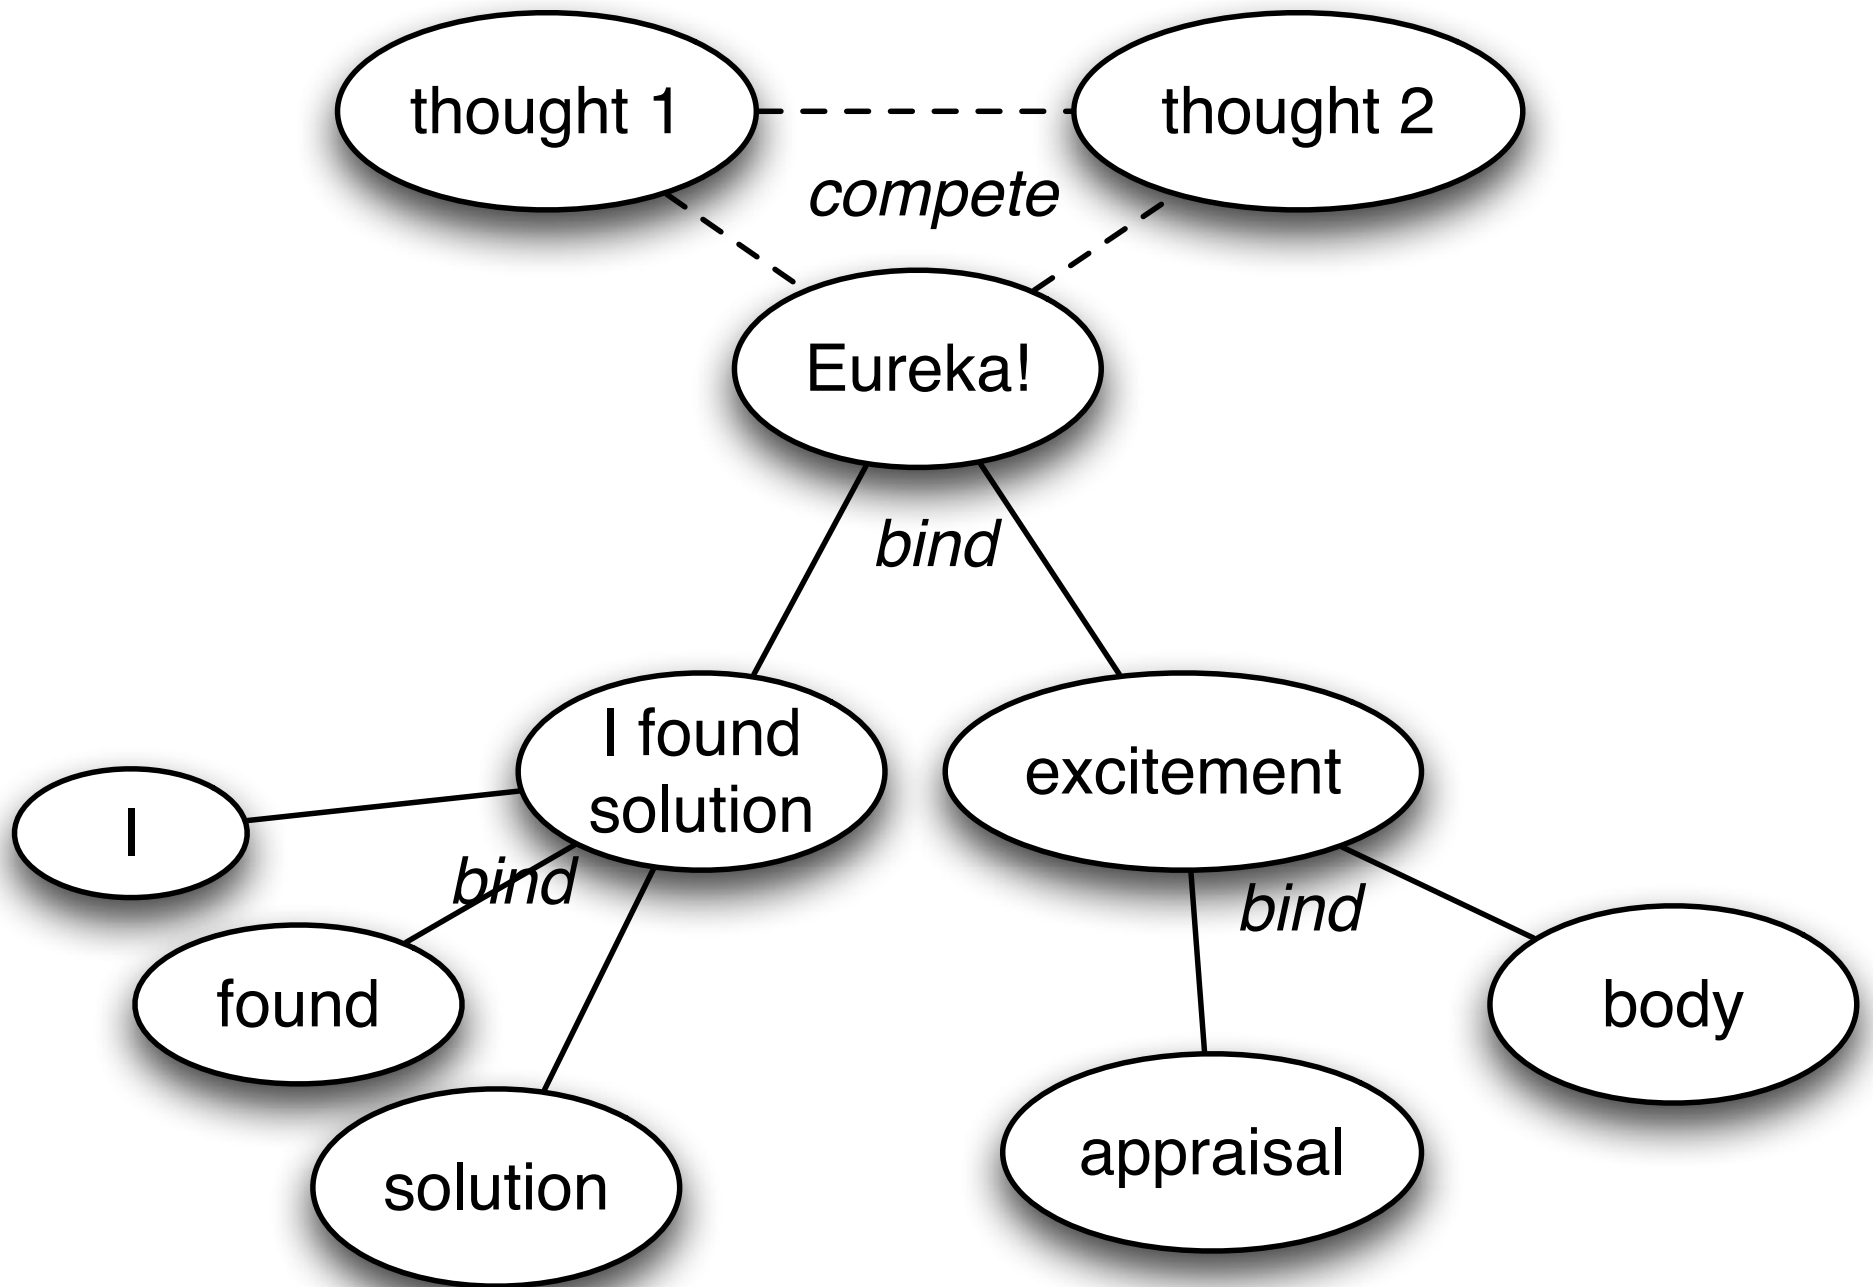 thought 1
thought 2
compete
Eureka!
bind
I found
solution
excitement
I
bind
bind
found
body
appraisal
solution